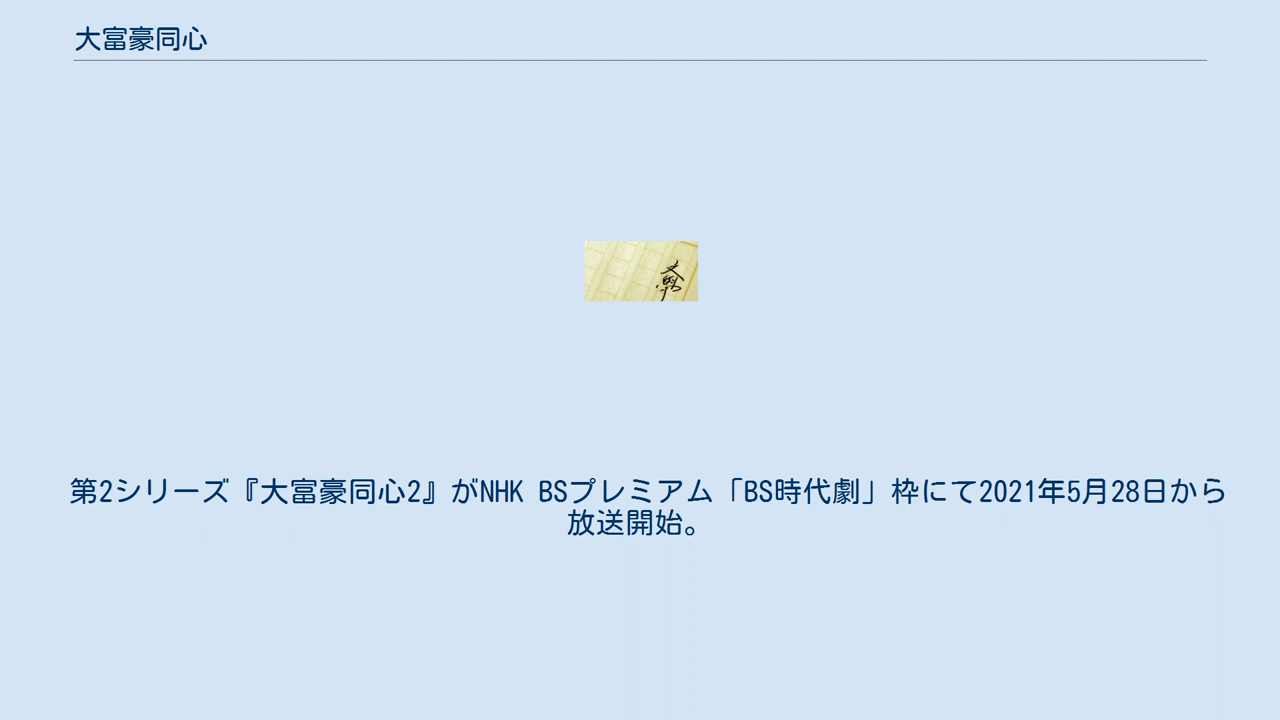 大富豪同心
第2シリーズ『大富豪同心2』がNHK BSプレミアム「BS時代劇」枠にて2021年5月28日から
放送開始。